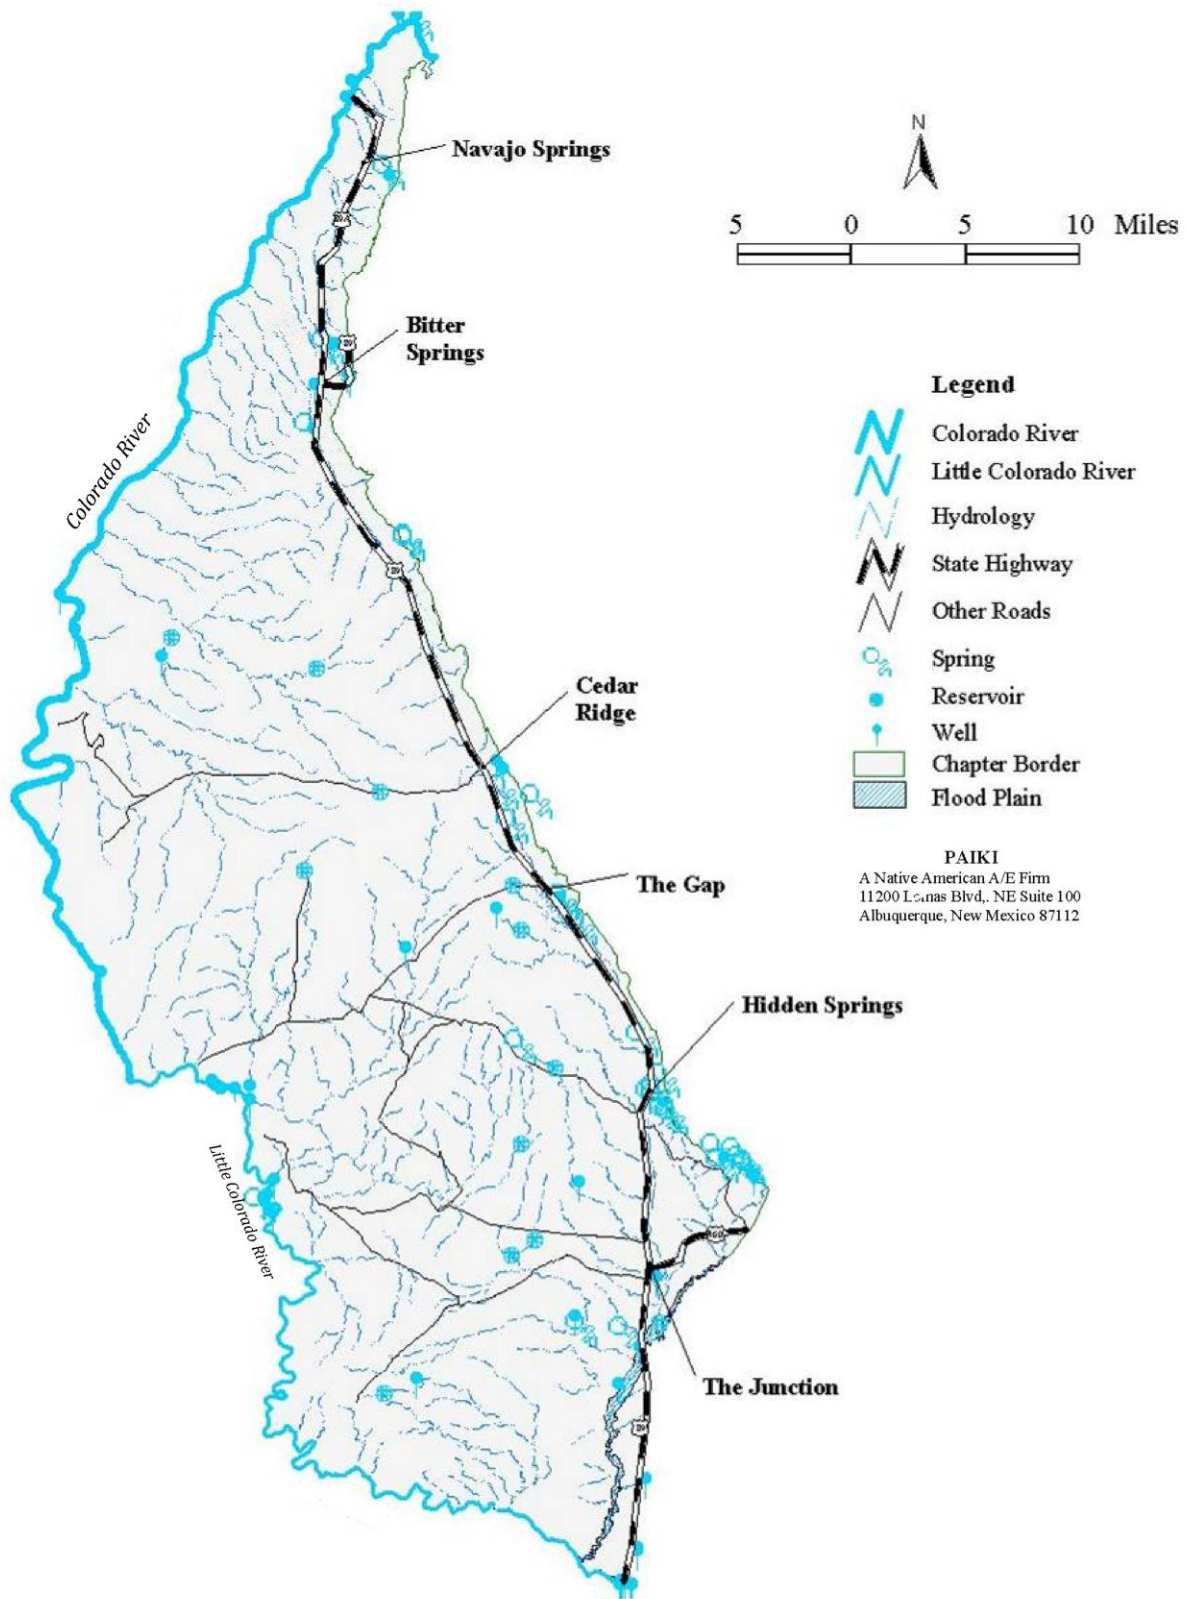 N
Navajo Springs
5 0 5 10 Miles
Bitter
Springs
Legend
Colorado River
Colorado River
Little Colorado River
Hydrology
State Highway
Other Roads
Spring
Cedar
Ridge
Reservoir
Well
Chapter Border
Flood Plain
PAIKI
A Native American A/E Firm
11200 Blvd,. NE Suite 100
Albuquerque, New Mexico 87112
The Gap
Hidden Springs
Little Colorado River
The Junction